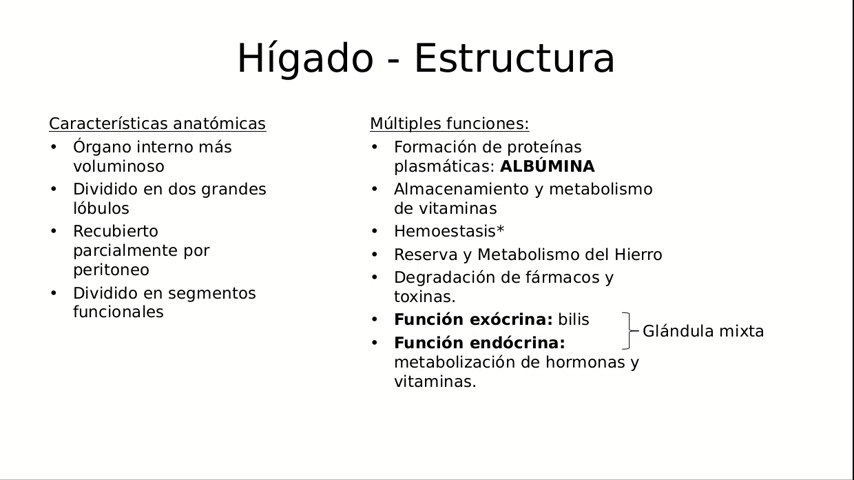 Hígado - Estructura
Características anatómicas
• Órgano interno más
voluminoso
• Dividido en dos grandes
lóbulos
• Recubierto
parcialmente por
peritoneo
• Dividido en segmentos
funcionales
Múltiples funciones:
• Formación de proteínas
plasmáticas: ALBÚMINA
• Almacenamiento y metabolismo
de vitaminas
• Hemoestasis*
• Reserva y Metabolismo del Hierro
• Degradación de fármacos y
toxinas.
• Función exócrina: bilis
• Función endócrina:
metabolización de hormonas y
vitaminas.
Glándula mixta